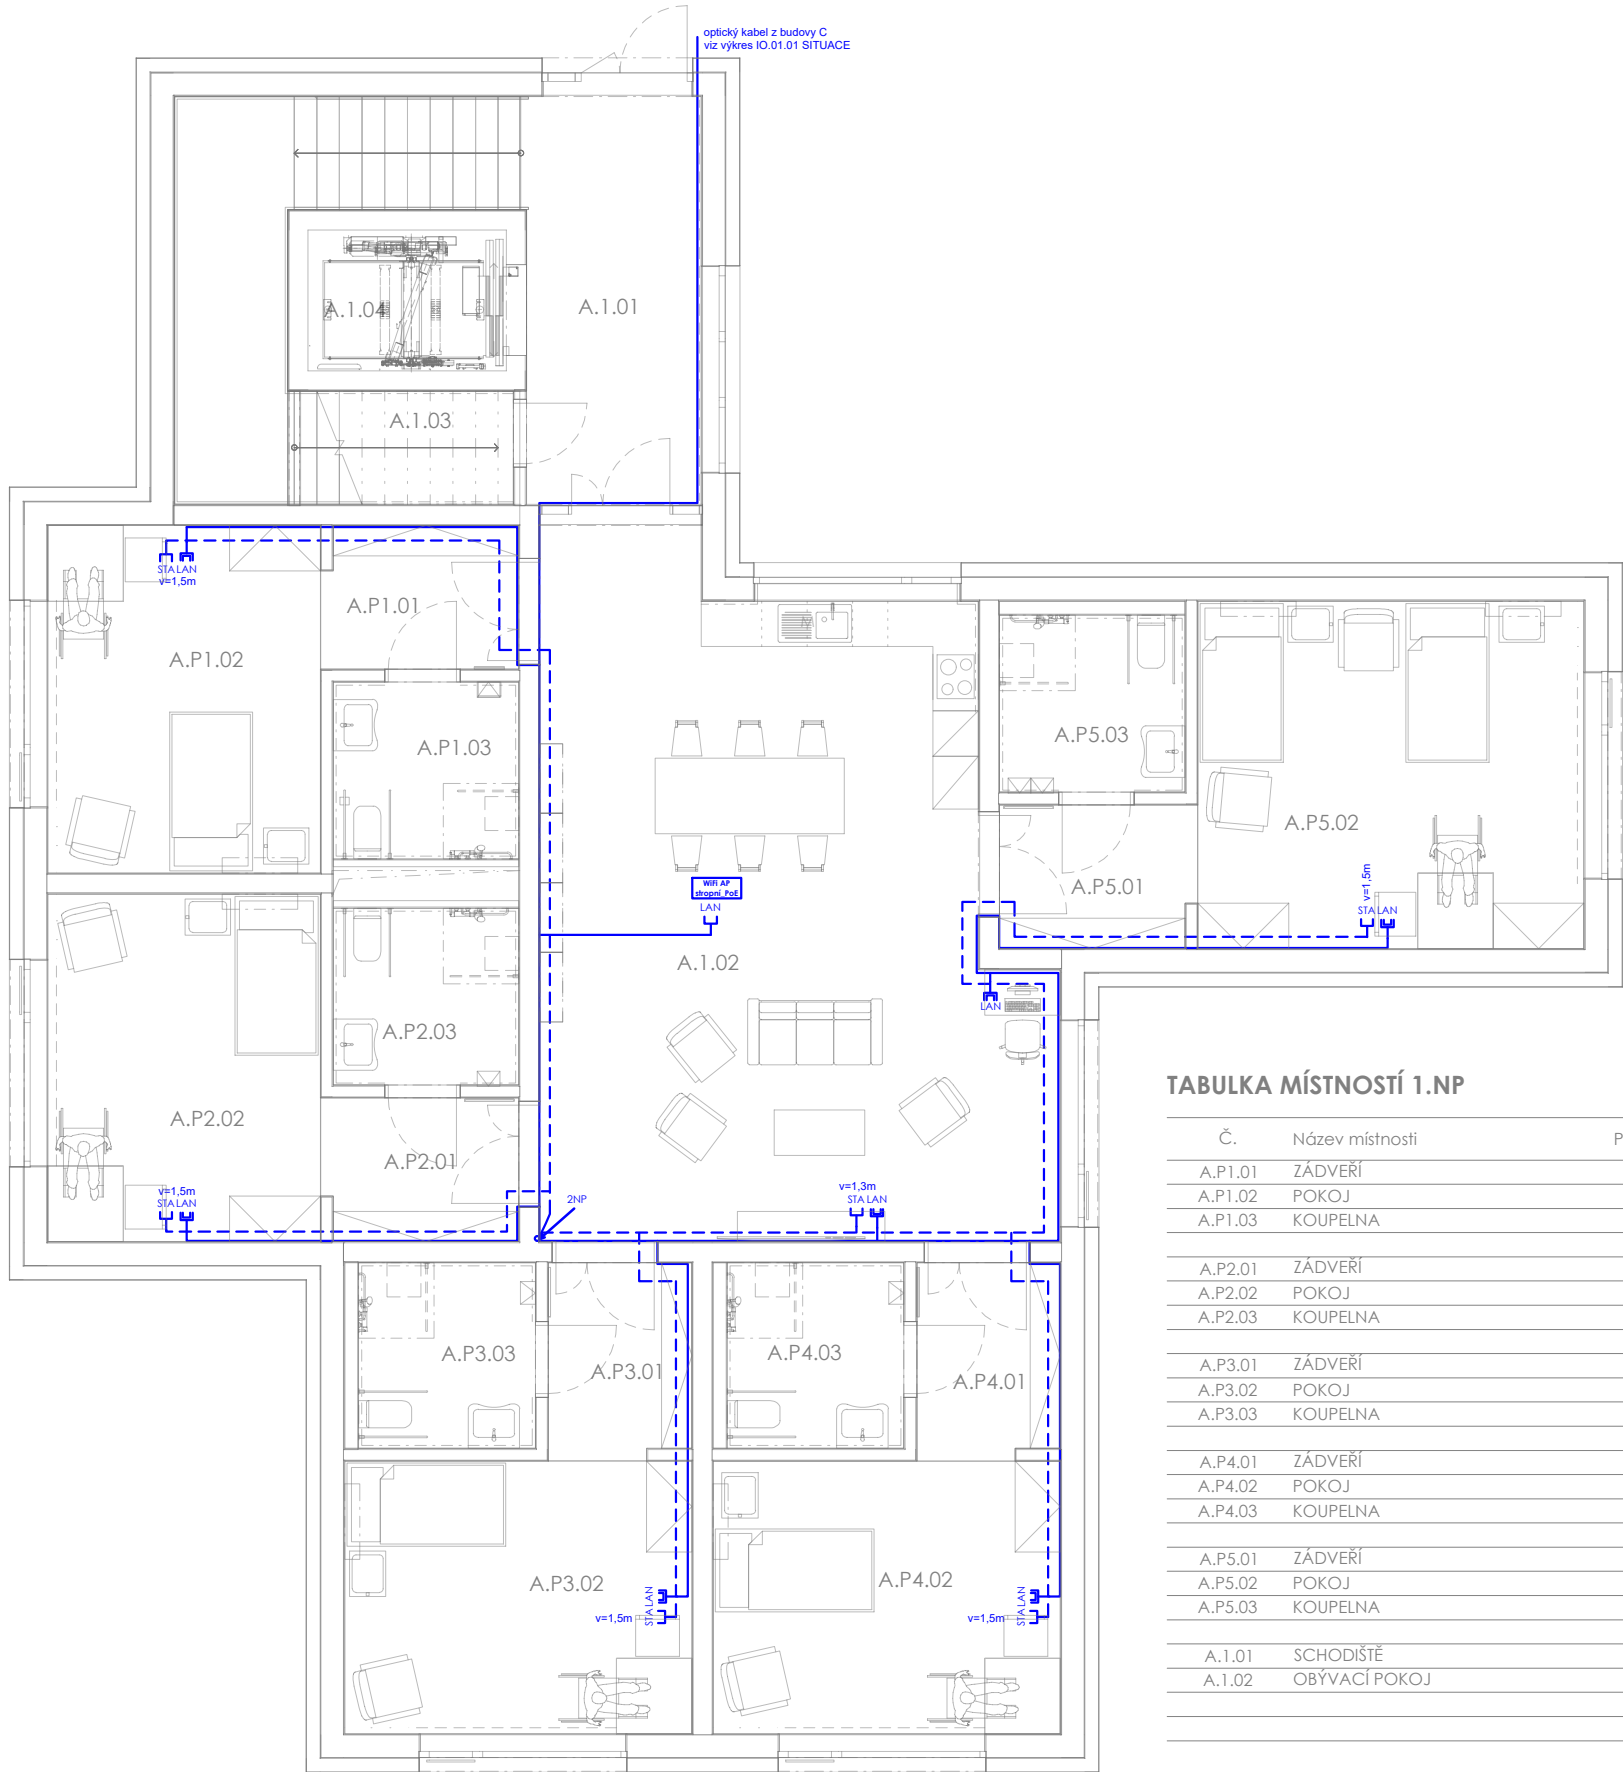 optický kabel z budovy C
viz výkres IO.01.01 SITUACE
A.1.04
A.1.01
A.1.03
STA LAN
v=1,5m
A.P1.01
A.P1.02
A.P1.03
A.P5.03
A.P5.02
A.P5.01
v=1,5m
STA LAN
WiFi AP
stropní_PoE
LAN
A.1.02
LAN
A.P2.03
A.P2.02
A.P2.01
v=1,5m
STA LAN
2NP
v=1,3m
STA LAN
A.P3.03
A.P3.01
A.P4.03
A.P4.01
A.P3.02
v=1,5m
STA LAN
A.P4.02
v=1,5m
STA LAN
TABULKA MÍSTNOSTÍ 1.NP
Č. Název místnosti P
A.P1.01 ZÁDVEŘÍ
A.P1.02 POKOJ
A.P1.03 KOUPELNA
A.P2.01 ZÁDVEŘÍ
A.P2.02 POKOJ
A.P2.03 KOUPELNA
A.P3.01 ZÁDVEŘÍ
A.P3.02 POKOJ
A.P3.03 KOUPELNA
A.P4.01 ZÁDVEŘÍ
A.P4.02 POKOJ
A.P4.03 KOUPELNA
A.P5.01 ZÁDVEŘÍ
A.P5.02 POKOJ
A.P5.03 KOUPELNA
A.1.01 SCHODIŠTĚ
A.1.02 OBÝVACÍ POKOJ